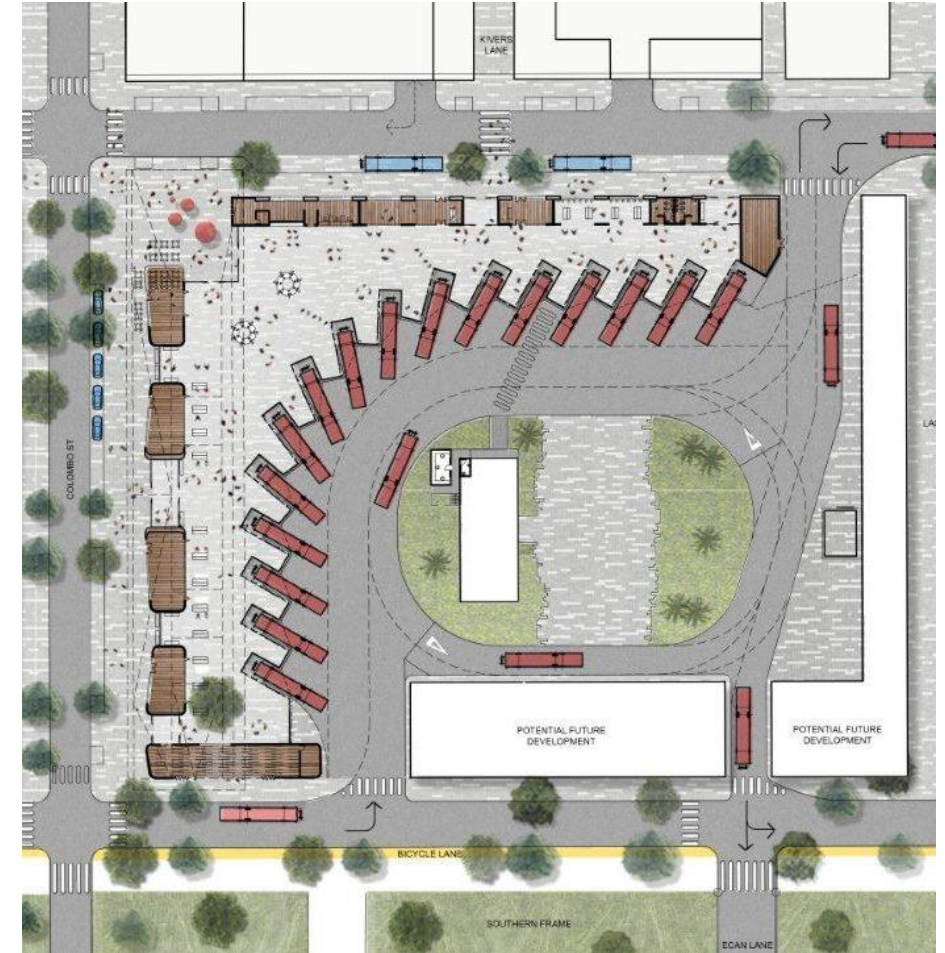 KIVERS
LANE
COLOMBO ST
POTENTIAL FUTURE
DEVELOPMENT
POTENTIAL FUTURE
DEVELOPMENT
BICYCLE LANE
SOUTHERN FRAME
EGAN LANE